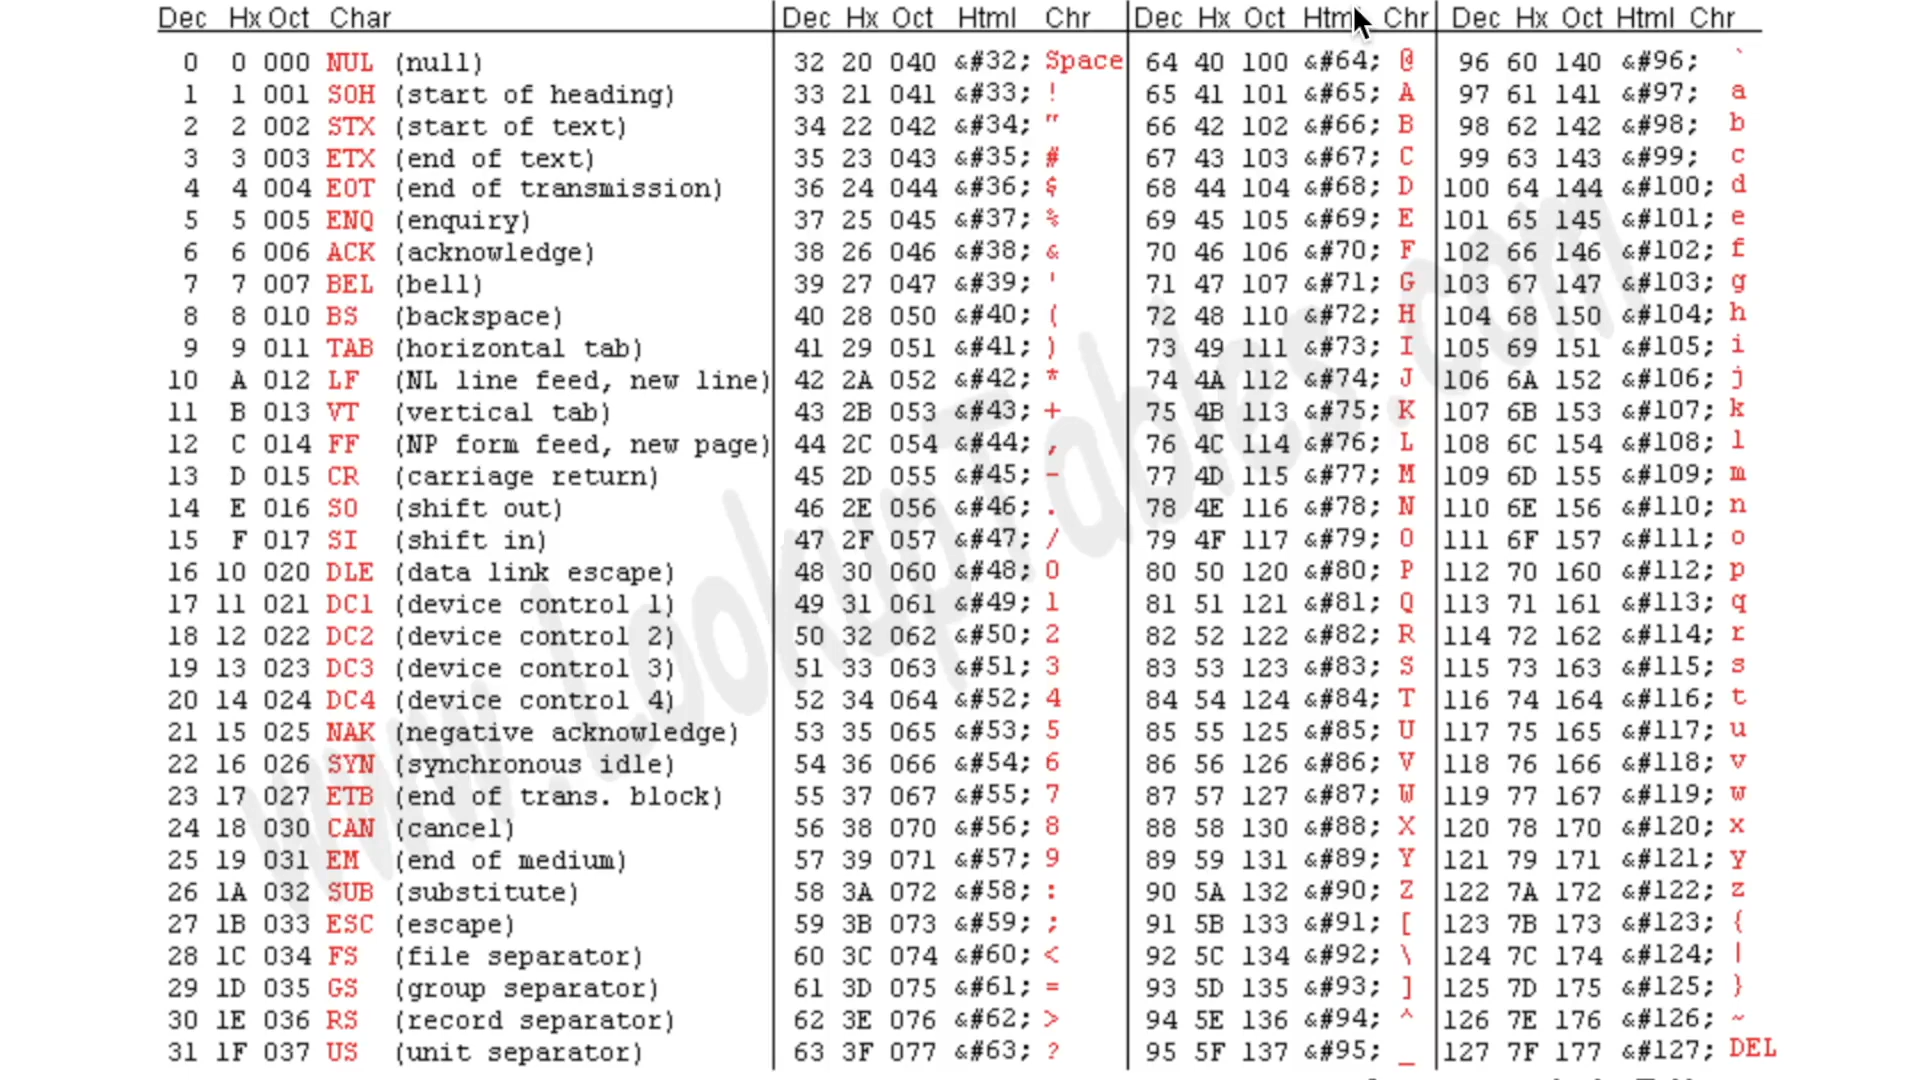 Dec Hx Oct Char Dec Hx Oct Html Chr Dec Hx Oct Html Chr Dec Hx Oct Html Chr
0 0 000 NUL (null) 32 20 040 &#32; Space 64 40 100 &#64; @ 96 60 140 &#96; `
1 1 001 SOH (start of heading) 33 21 041 &#33; ! 65 41 101 &#65; A 97 61 141 &#97; a
2 2 002 STX (start of text) 34 22 042 &#34; " 66 42 102 &#66; B 98 62 142 &#98; b
3 3 003 ETX (end of text) 35 23 043 &#35; # 67 43 103 &#67; C 99 63 143 &#99; c
4 4 004 EOT (end of transmission) 36 24 044 &#36; $ 68 44 104 &#68; D 100 64 144 &#100; d
5 5 005 ENQ (enquiry) 37 25 045 &#37; % 69 45 105 &#69; E 101 65 145 &#101; e
6 6 006 ACK (acknowledge) 38 26 046 &#38; & 70 46 106 &#70; F 102 66 146 &#102; f
7 7 007 BEL (bell) 39 27 047 &#39; ' 71 47 107 &#71; G 103 67 147 &#103; g
8 8 010 BS (backspace) 40 28 050 &#40; ( 72 48 110 &#72; H 104 68 150 &#104; h
9 9 011 TAB (horizontal tab) 41 29 051 &#41; ) 73 49 111 &#73; I 105 69 151 &#105; i
10 A 012 LF (NL line feed, new line) 42 2A 052 &#42; * 74 4A 112 &#74; J 106 6A 152 &#106; j
11 B 013 VT (vertical tab) 43 2B 053 &#43; + 75 4B 113 &#75; K 107 6B 153 &#107; k
12 C 014 FF (NP form feed, new page) 44 2C 054 &#44; , 76 4C 114 &#76; L 108 6C 154 &#108; l
13 D 015 CR (carriage return) 45 2D 055 &#45; - 77 4D 115 &#77; M 109 6D 155 &#109; m
14 E 016 SO (shift out) 46 2E 056 &#46; . 78 4E 116 &#78; N 110 6E 156 &#110; n
15 F 017 SI (shift in) 47 2F 057 &#47; / 79 4F 117 &#79; O 111 6F 157 &#111; o
16 10 020 DLE (data link escape) 48 30 060 &#48; 0 80 50 120 &#80; P 112 70 160 &#112; p
17 11 021 DC1 (device control 1) 49 31 061 &#49; 1 81 51 121 &#81; Q 113 71 161 &#113; q
18 12 022 DC2 (device control 2) 50 32 062 &#50; 2 82 52 122 &#82; R 114 72 162 &#114; r
19 13 023 DC3 (device control 3) 51 33 063 &#51; 3 83 53 123 &#83; S 115 73 163 &#115; s
20 14 024 DC4 (device control 4) 52 34 064 &#52; 4 84 54 124 &#84; T 116 74 164 &#116; t
21 15 025 NAK (negative acknowledge) 53 35 065 &#53; 5 85 55 125 &#85; U 117 75 165 &#117; u
22 16 026 SYN (synchronous idle) 54 36 066 &#54; 6 86 56 126 &#86; V 118 76 166 &#118; v
23 17 027 ETB (end of trans. block) 55 37 067 &#55; 7 87 57 127 &#87; W 119 77 167 &#119; w
24 18 030 CAN (cancel) 56 38 070 &#56; 8 88 58 130 &#88; X 120 78 170 &#120; x
25 19 031 EM (end of medium) 57 39 071 &#57; 9 89 59 131 &#89; Y 121 79 171 &#121; y
26 1A 032 SUB (substitute) 58 3A 072 &#58; : 90 5A 132 &#90; Z 122 7A 172 &#122; z
27 1B 033 ESC (escape) 59 3B 073 &#59; ; 91 5B 133 &#91; [ 123 7B 173 &#123; {
28 1C 034 FS (file separator) 60 3C 074 &#60; < 92 5C 134 &#92; \ 124 7C 174 &#124; |
29 1D 035 GS (group separator) 61 3D 075 &#61; = 93 5D 135 &#93; ] 125 7D 175 &#125; }
30 1E 036 RS (record separator) 62 3E 076 &#62; > 94 5E 136 &#94; ^ 126 7E 176 &#126; ~
31 1F 037 US (unit separator) 63 3F 077 &#63; ? 95 5F 137 &#95; _ 127 7F 177 &#127; DEL
www.LookupTables.com